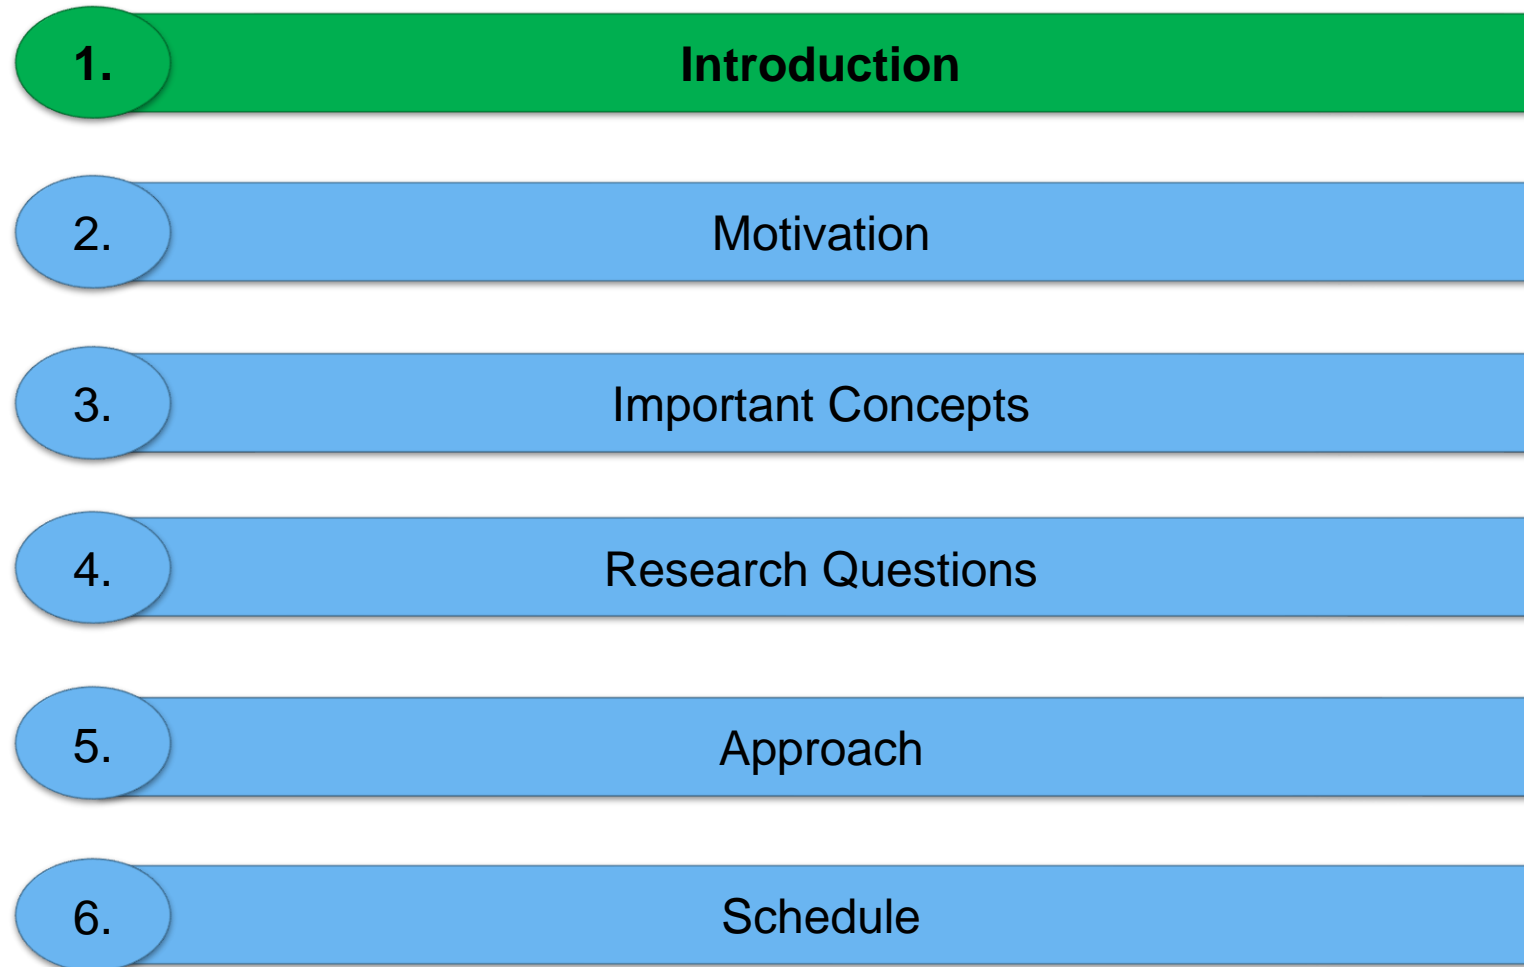 1. Introduction
2. Motivation
3. Important Concepts
4. Research Questions
5. Approach
6. Schedule